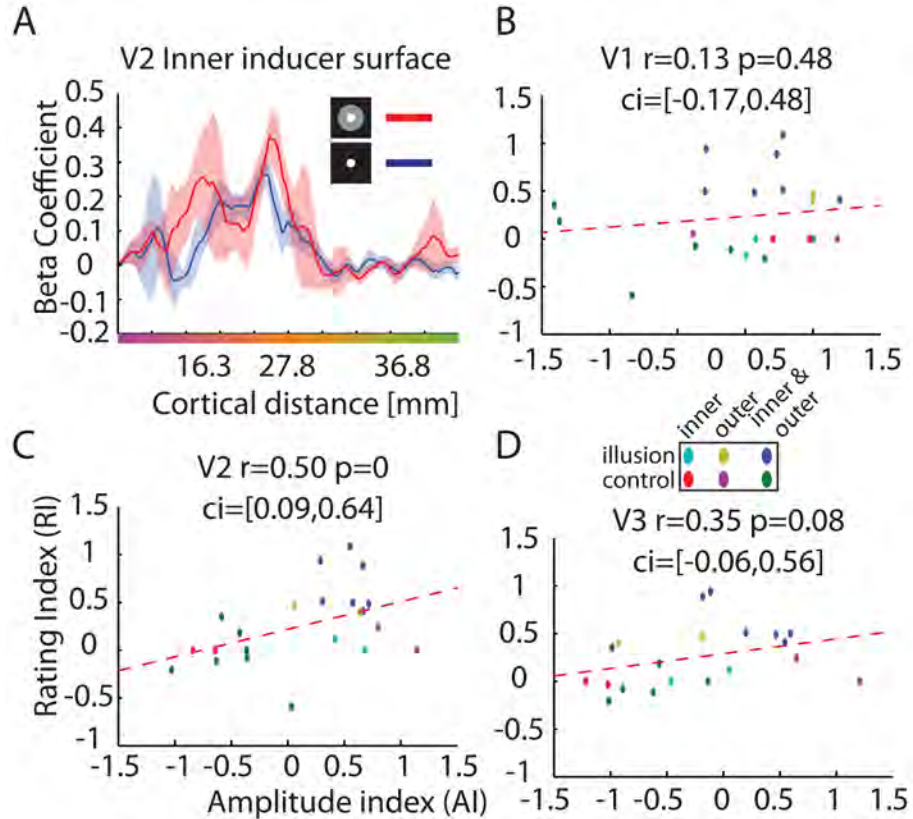 A
V2 Inner inducer surface
0.5
0.4
0.3
0.2
0.1
0
-0.1
-0.2
Beta Coefficient
16.3 27.8 36.8
Cortical distance [mm]
B
V1 r=0.13 p=0.48
ci=[-0.17,0.48]
1.5
1
0.5
0
-0.5
-1
-1.5 -1 -0.5 0 0.5 1 1.5
inner outer inner & outer
illusion
control
C
V2 r=0.50 p=0
ci=[0.09,0.64]
1.5
1
0.5
0
-0.5
-1
Rating Index (RI)
-1.5 -1 -0.5 0 0.5 1 1.5
Amplitude index (AI)
D
V3 r=0.35 p=0.08
ci=[-0.06,0.56]
1.5
1
0.5
0
-0.5
-1
-1.5 -1 -0.5 0 0.5 1 1.5